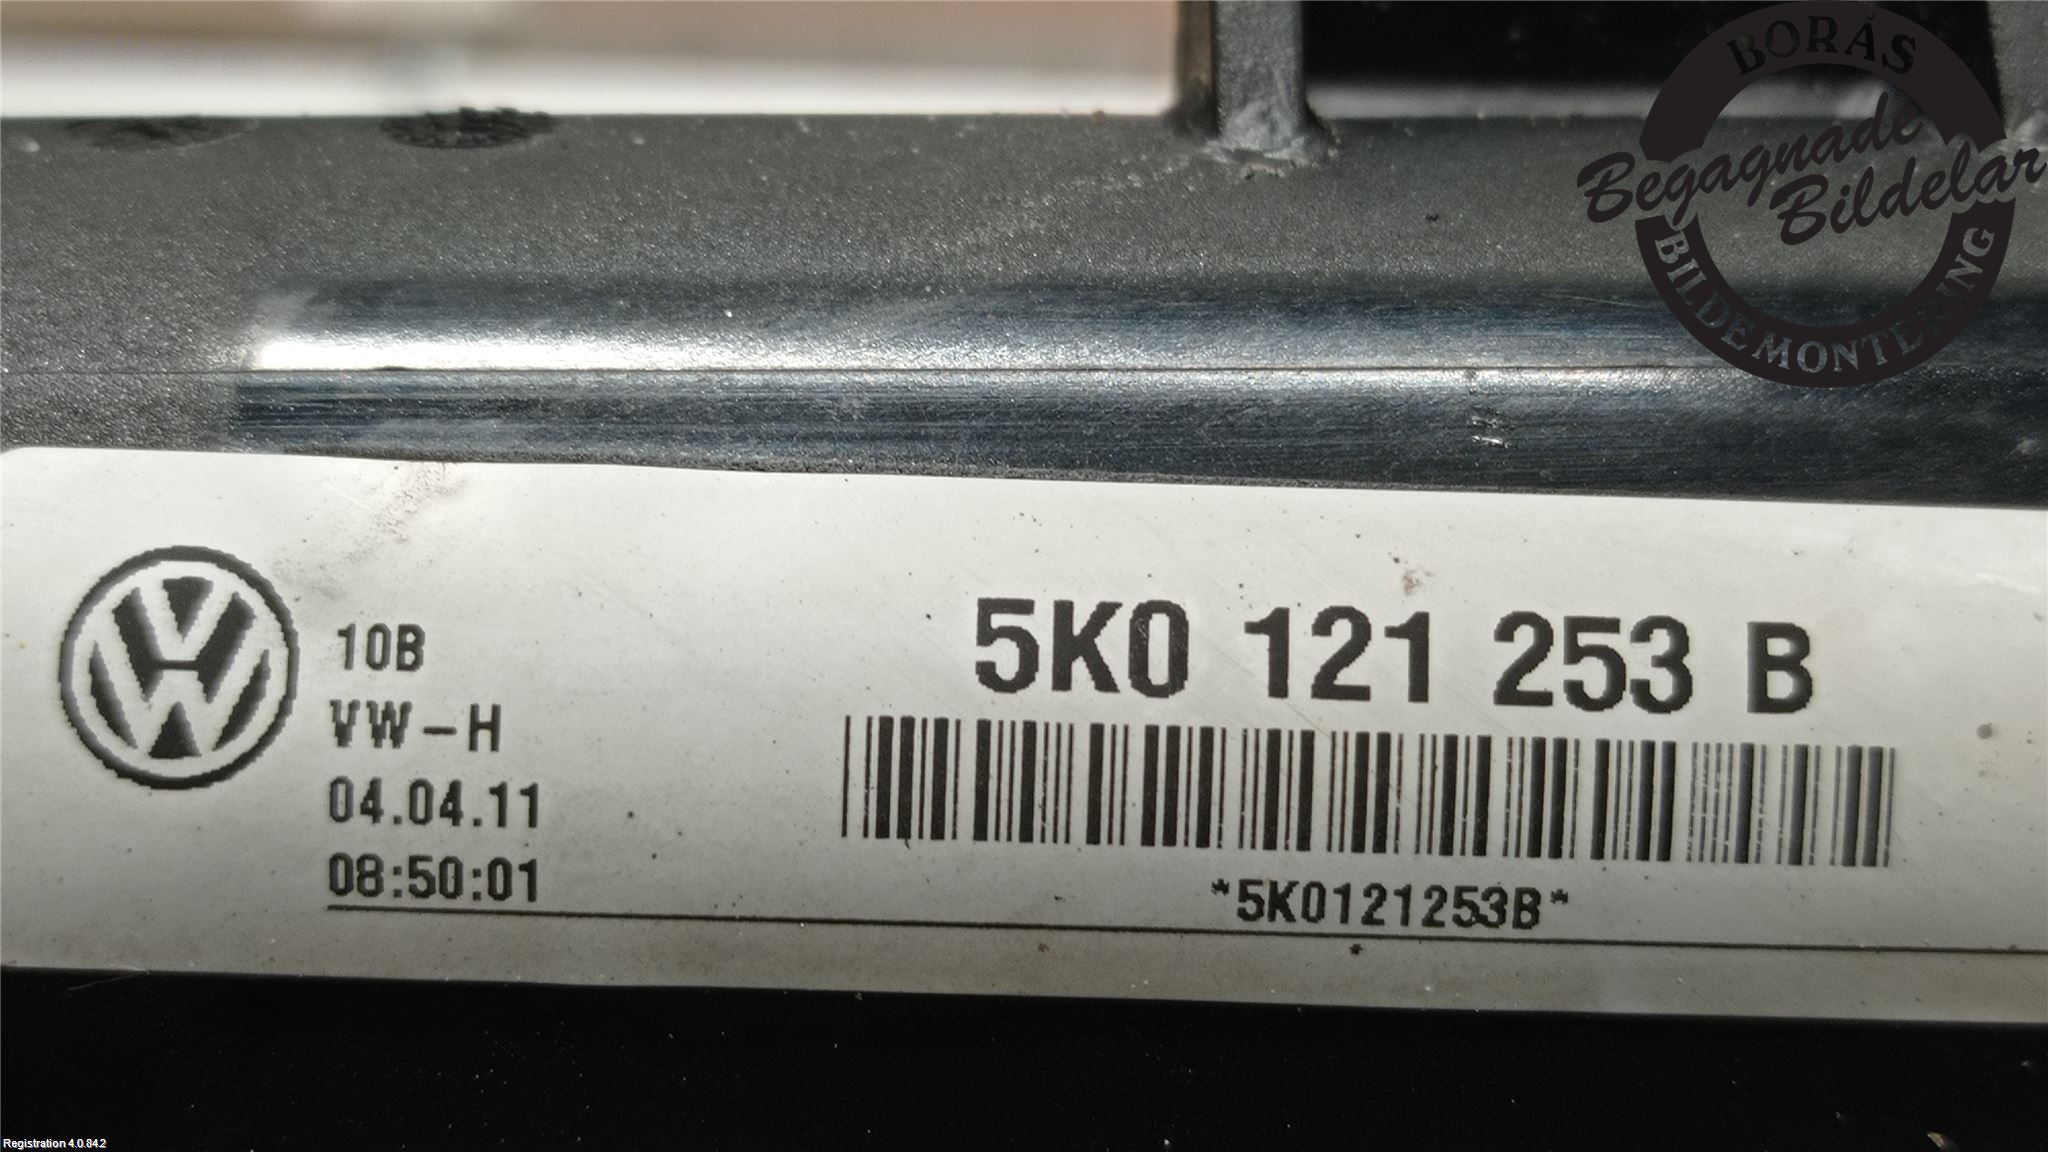 BORÅS
Begagnade
Bildelar
BILDEMONTERING
10B
VW-H
04.04.11
08:50:01
5K0 121 253 B
*5K0121253B*
Registration 4.0.84.2